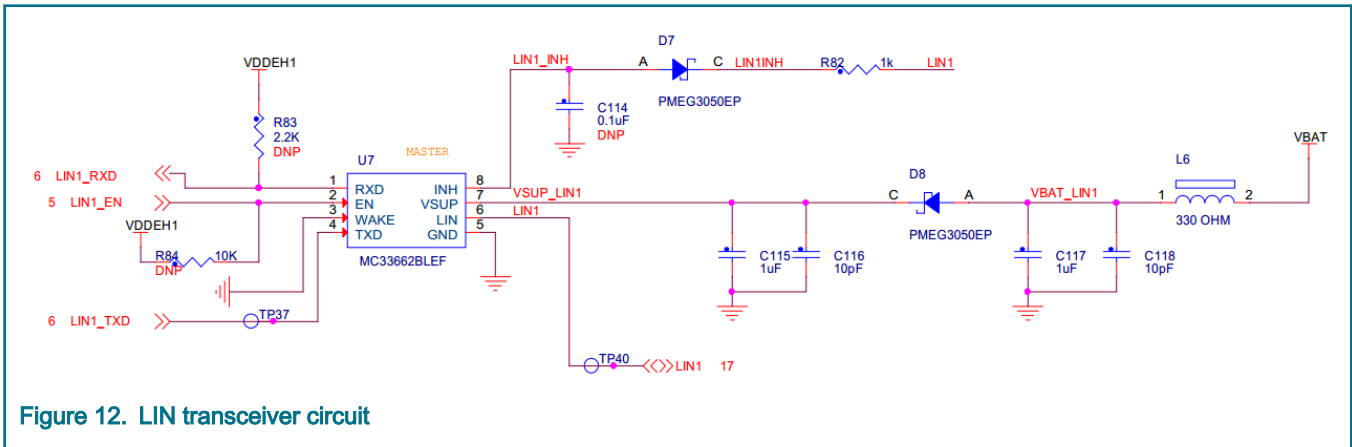 D7
VDDEH1
LIN1_INH
A
C
LIN1INH
R82
1k
LIN1
PMEG3050EP
C114
0.1uF
DNP
R83
2.2K
DNP
VBAT
MASTER
U7
L6
6 LIN1_RXD
1
RXD
INH
8
VSUP_LIN1
D8
5 LIN1_EN
2
EN
VSUP
7
C
A
VBAT_LIN1
1
2
3
WAKE
LIN
6
LIN1
VDDEH1
4
TXD
GND
5
PMEG3050EP
330 OHM
R84
10K
DNP
MC33662BLEF
C115
1uF
C116
10pF
C117
1uF
C118
10pF
6 LIN1_TXD
TP37
TP40
LIN1 17
Figure 12. LIN transceiver circuit